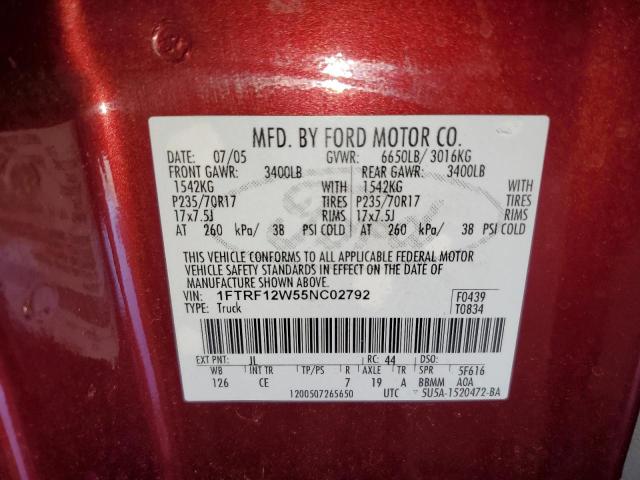 MFD. BY FORD MOTOR CO.
DATE: 07/05 GVWR: 6650LB/ 3016KG
FRONT GAWR: 3400LB REAR GAWR: 3400LB
1542KG WITH 1542KG WITH
P235/70R17 TIRES P235/70R17 TIRES
17x7.5J RIMS 17x7.5J RIMS
AT 260 kPa/ 38 PSI COLD AT 260 kPa/ 38 PSI COLD
THIS VEHICLE CONFORMS TO ALL APPLICABLE FEDERAL MOTOR
VEHICLE SAFETY STANDARDS IN EFFECT ON THE DATE OF
MANUFACTURE SHOWN ABOVE.
VIN: 1FTRF12W55NC02792 F0439
TYPE: Truck T0834
EXT PNT: JL RC: 44 DSO:
WB INT TR TP/PS R AXLE TR SPR 5F616
126 CE 7 19 A BBMM A0A
1200507265650 UTC 5U5A-1520472-BA